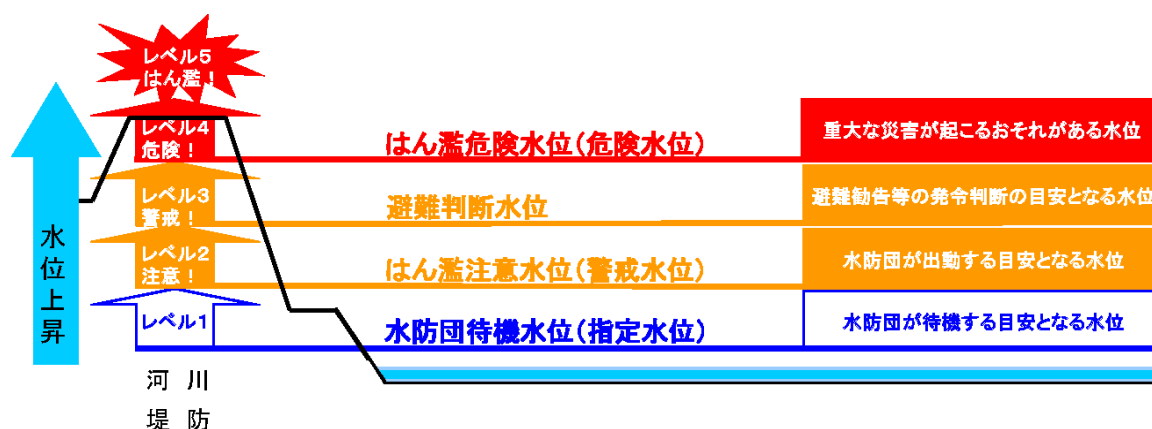 レベル5
はん濫！
レベル4
危険！
はん濫危険水位（危険水位）
重大な災害が起こるおそれがある水位
レベル3
警戒！
避難判断水位
避難勧告等の発令判断の目安となる水位
レベル2
注意！
はん濫注意水位（警戒水位）
水防団が出動する目安となる水位
レベル1
水防団待機水位（指定水位）
水防団が待機する目安となる水位
水位上昇
河川
堤防